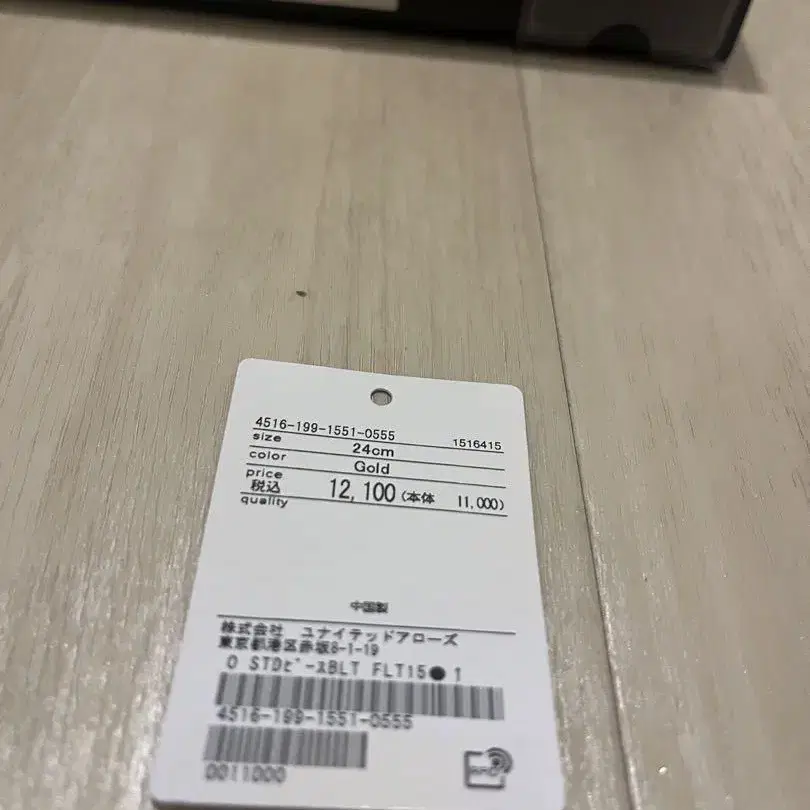 4516-199-1551-0555 1516415
size 24cm
color Gold
price
税込 12,100 (本体 11,000)
quality
中国製
株式会社 ユナイテッドアローズ
東京都港区赤坂8-1-19
O STDビースBLT FLT15● 1
4516-199-1551-0555
0011000